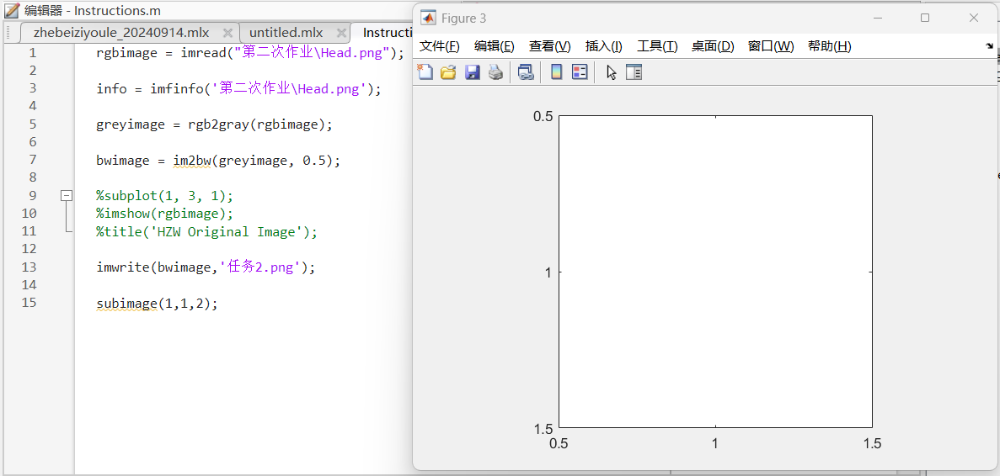 编辑器 - Instructions.m
zhebeiziyoule_20240914.mlx
untitled.mlx
Instructi
1 rgbimage = imread("第二次作业\Head.png");
2
3 info = imfinfo('第二次作业\Head.png');
4
5 greyimage = rgb2gray(rgbimage);
6
7 bwimage = im2bw(greyimage, 0.5);
8
9 %subplot(1, 3, 1);
10 %imshow(rgbimage);
11 %title('HZW Original Image');
12
13 imwrite(bwimage,'任务2.png');
14
15 subimage(1,1,2);
Figure 3
文件(F) 编辑(E) 查看(V) 插入(I) 工具(T) 桌面(D) 窗口(W) 帮助(H)
0.5
1
1.5
0.5 1 1.5